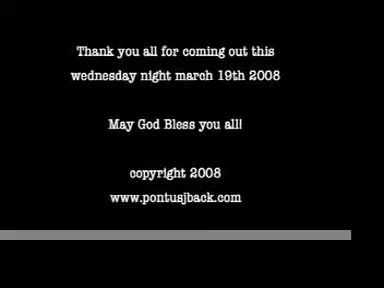 Thank you all for coming out this
wednesday night march 19th 2008
May God Bless you all!
copyright 2008
www.pontusjback.com